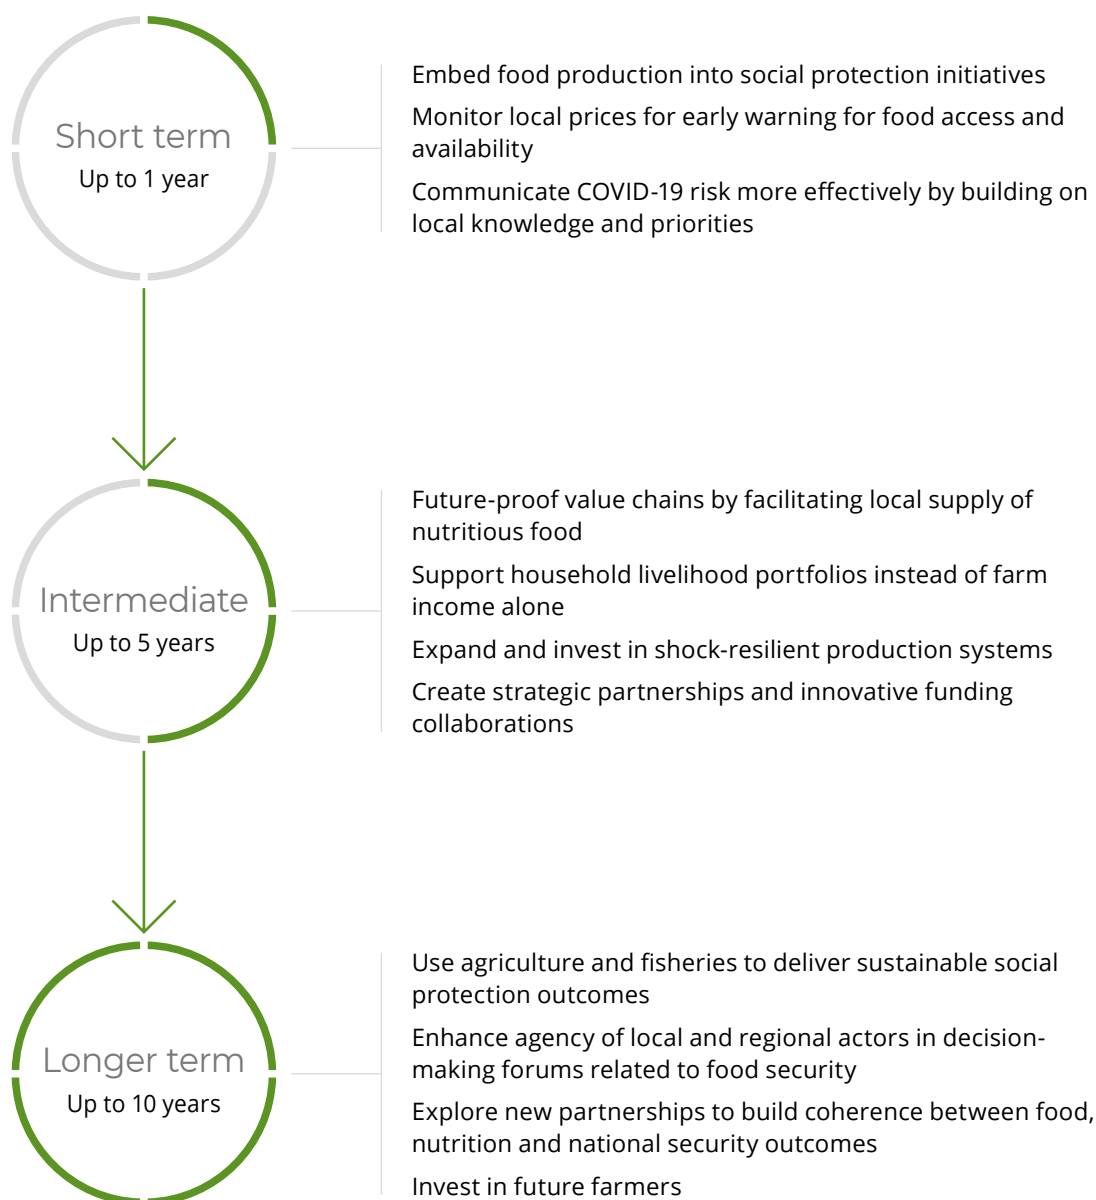 Short term
Up to 1 year
Embed food production into social protection initiatives
Monitor local prices for early warning for food access and
availability
Communicate COVID-19 risk more effectively by building on
local knowledge and priorities
Intermediate
Up to 5 years
Future-proof value chains by facilitating local supply of
nutritious food
Support household livelihood portfolios instead of farm
income alone
Expand and invest in shock-resilient production systems
Create strategic partnerships and innovative funding
collaborations
Longer term
Up to 10 years
Use agriculture and fisheries to deliver sustainable social
protection outcomes
Enhance agency of local and regional actors in decision-
making forums related to food security
Explore new partnerships to build coherence between food,
nutrition and national security outcomes
Invest in future farmers